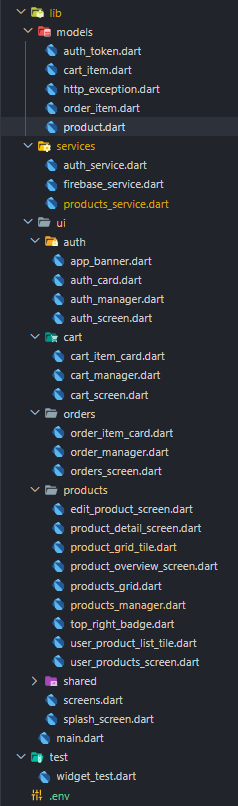 lib
models
auth_token.dart
cart_item.dart
http_exception.dart
order_item.dart
product.dart
services
auth_service.dart
firebase_service.dart
products_service.dart
ui
auth
app_banner.dart
auth_card.dart
auth_manager.dart
auth_screen.dart
cart
cart_item_card.dart
cart_manager.dart
cart_screen.dart
orders
order_item_card.dart
order_manager.dart
orders_screen.dart
products
edit_product_screen.dart
product_detail_screen.dart
product_grid_tile.dart
product_overview_screen.dart
products_grid.dart
products_manager.dart
top_right_badge.dart
user_product_list_tile.dart
user_products_screen.dart
shared
screens.dart
splash_screen.dart
main.dart
test
widget_test.dart
.env